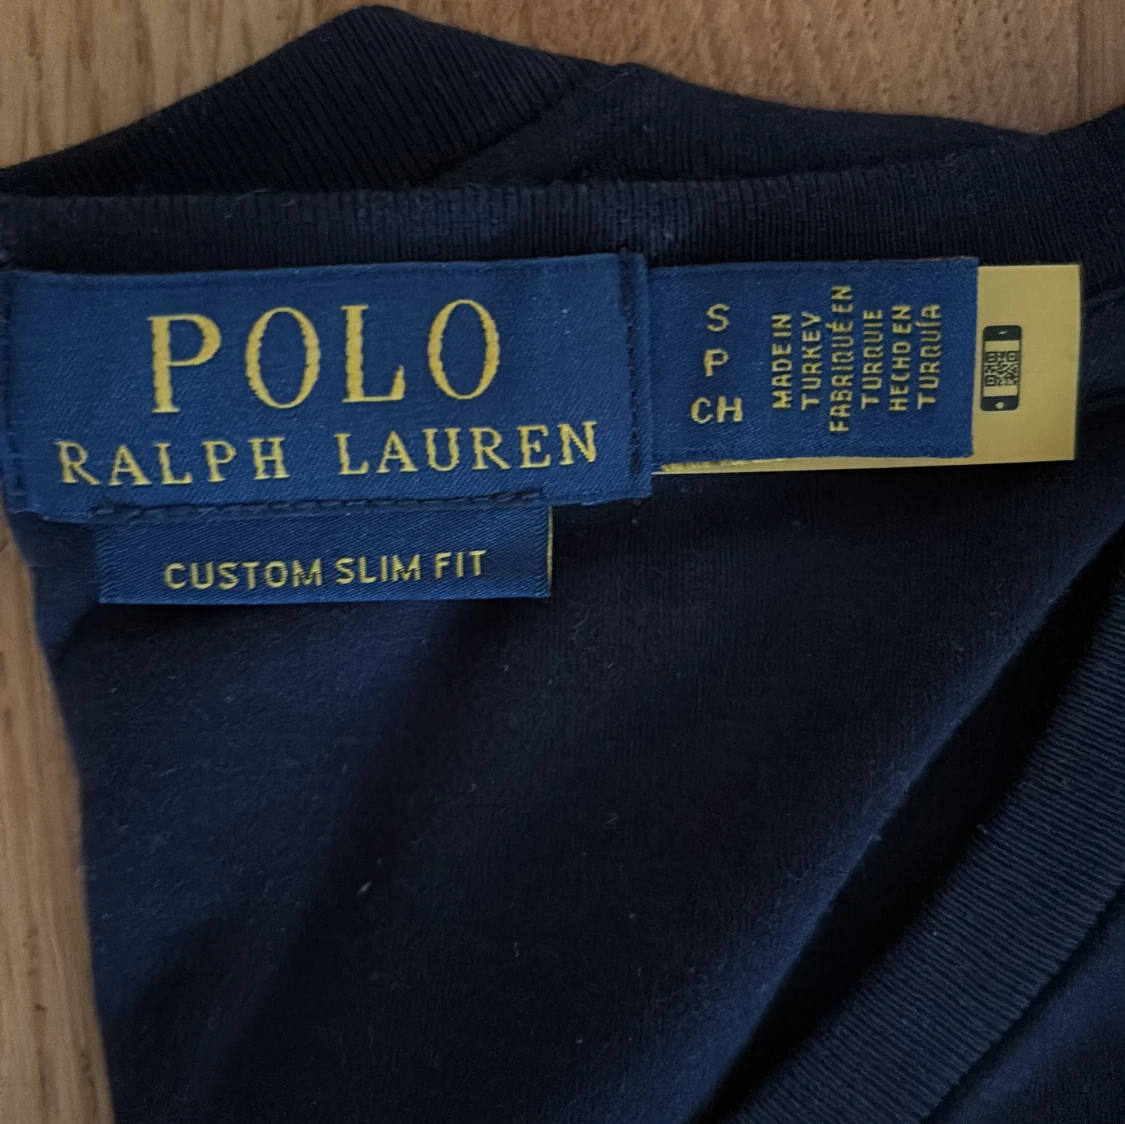 POLO
RALPH LAUREN
CUSTOM SLIM FIT
S
P
CH
MADE IN
TURKEY
FABRIQUÉ EN
TURQUIE
HECHO EN
TURQUÍA